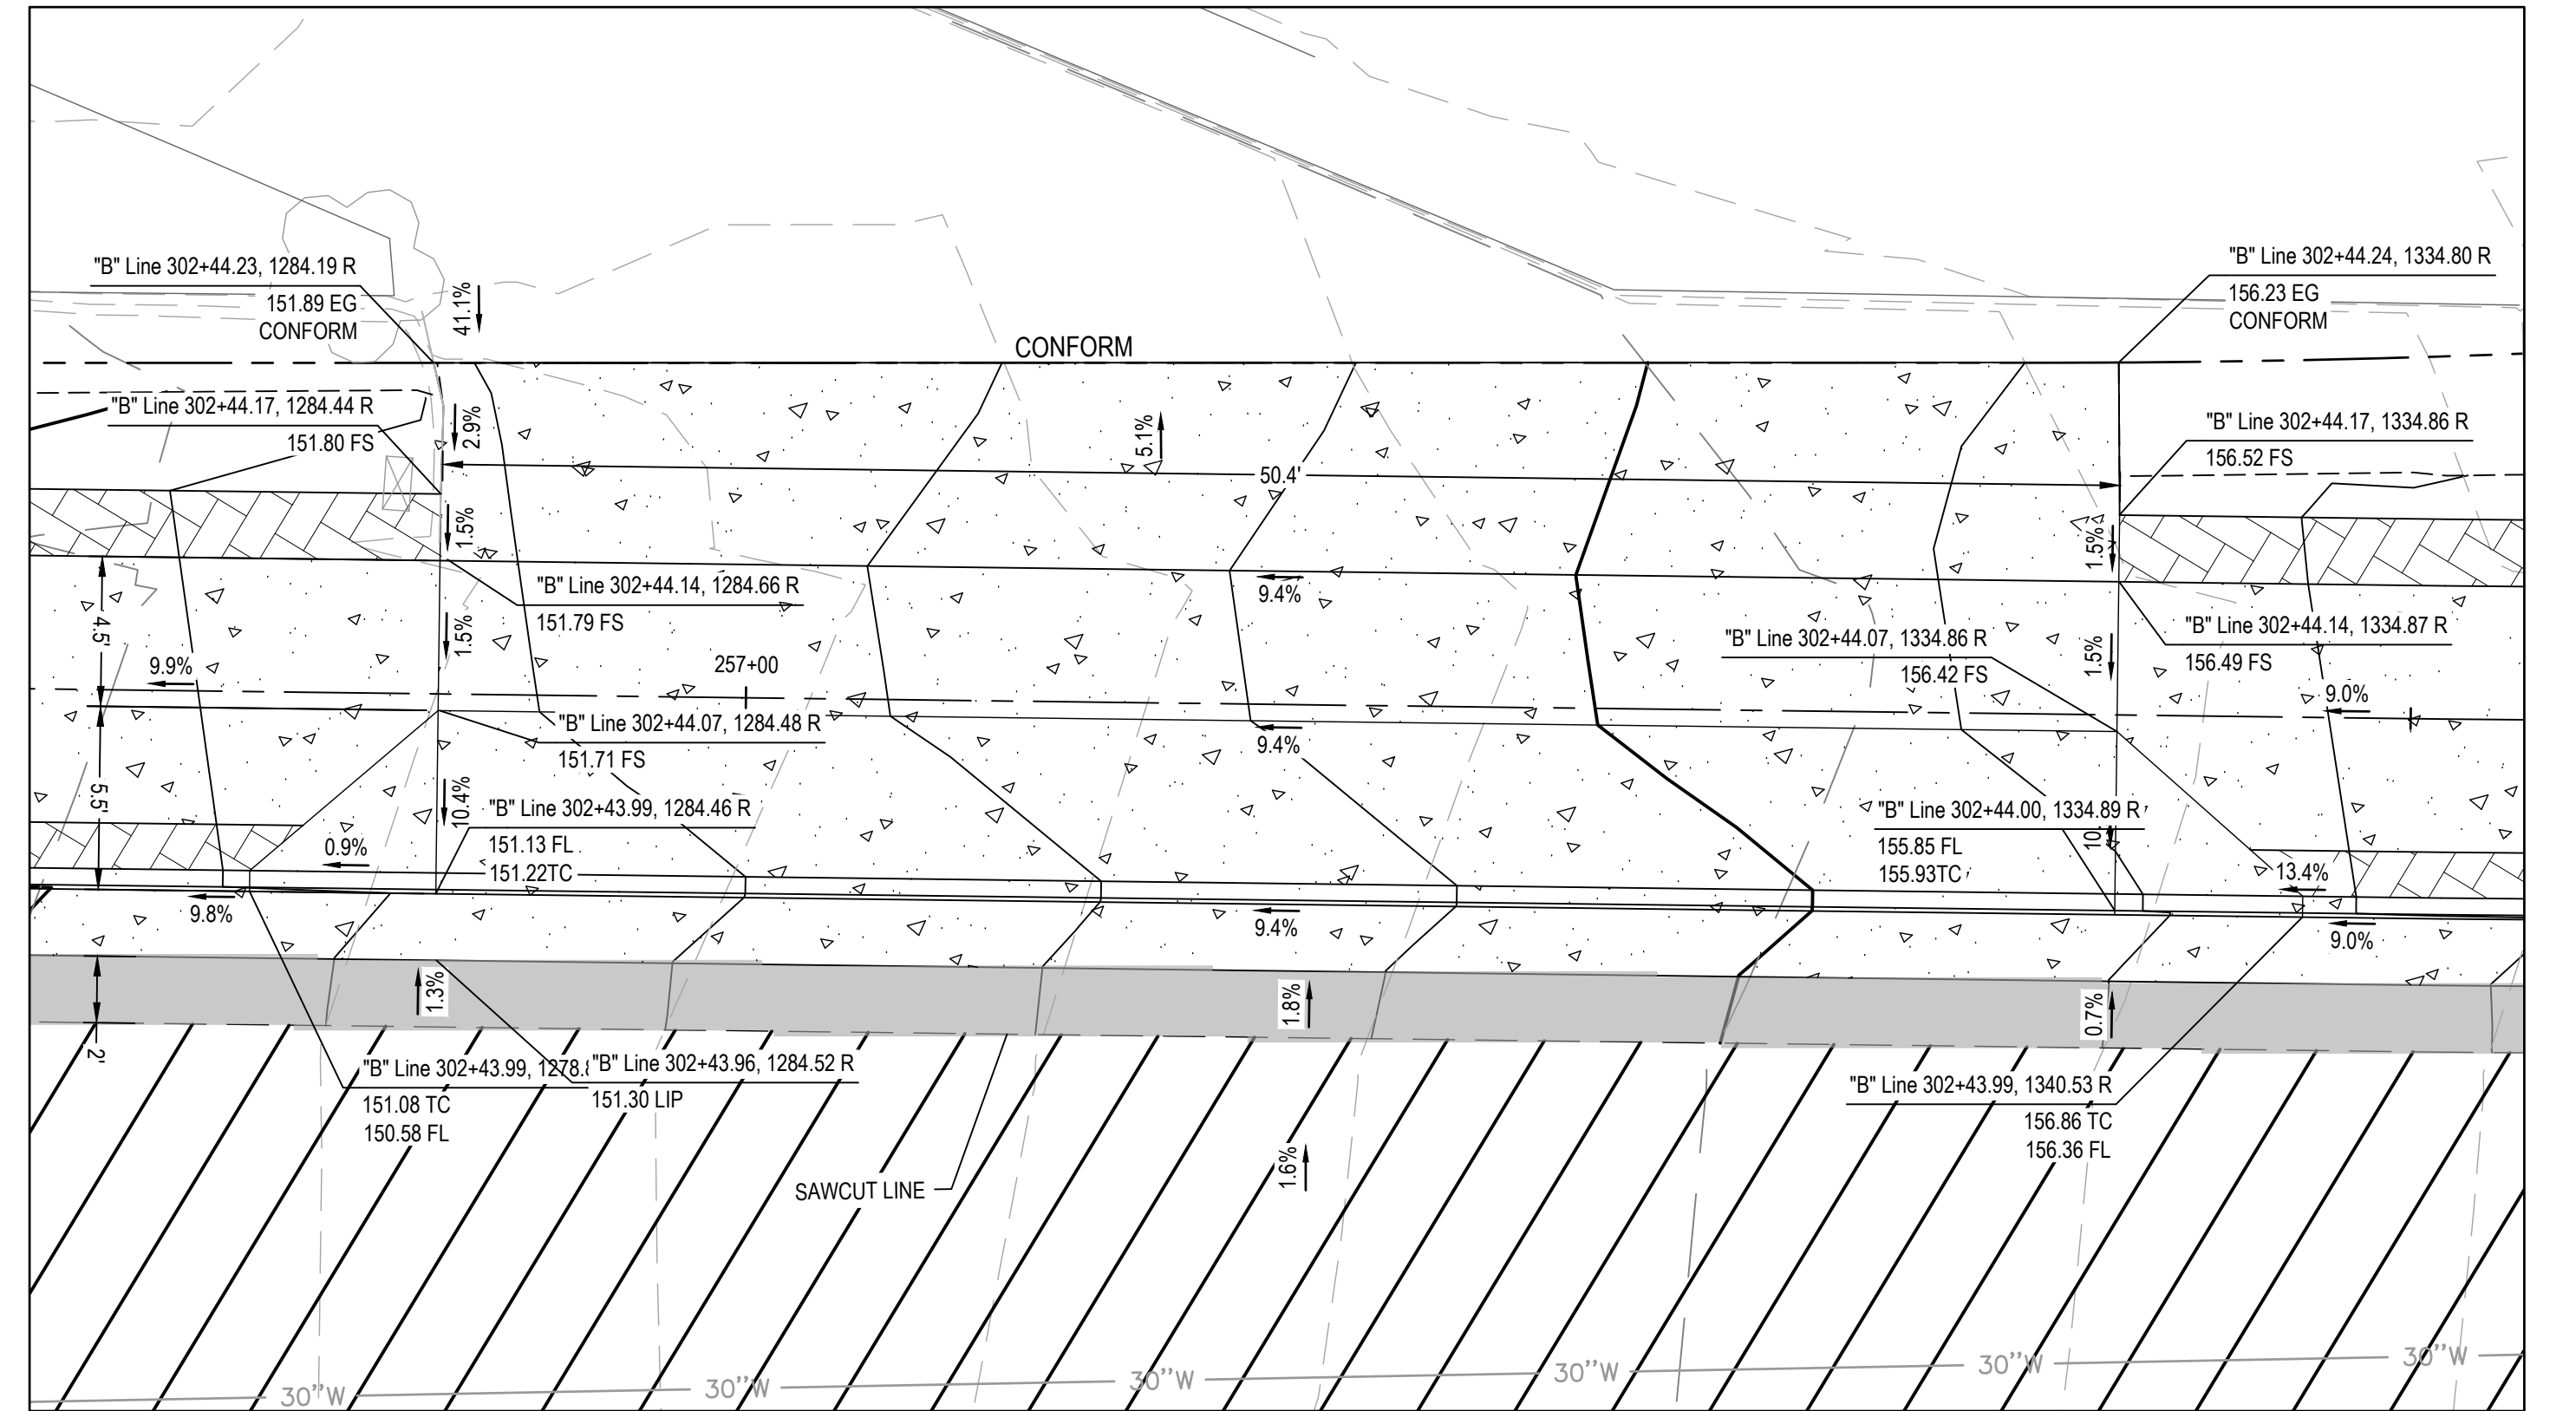 "B" Line 302+44.23, 1284.19 R
151.89 EG
CONFORM
41.1%
CONFORM
"B" Line 302+44.24, 1334.80 R
156.23 EG
CONFORM
"B" Line 302+44.17, 1284.44 R
151.80 FS
2.9%
5.1%
50.4'
"B" Line 302+44.17, 1334.86 R
156.52 FS
1.5%
1.5%
"B" Line 302+44.14, 1284.66 R
151.79 FS
9.4%
4.5'
1.5%
9.9%
257+00
"B" Line 302+44.07, 1334.86 R
156.42 FS
1.5%
"B" Line 302+44.14, 1334.87 R
156.49 FS
9.0%
"B" Line 302+44.07, 1284.48 R
151.71 FS
9.4%
5.5'
10.4%
"B" Line 302+43.99, 1284.46 R
151.13 FL
151.22TC
0.9%
9.8%
"B" Line 302+44.00, 1334.89 R
155.85 FL
155.93TC
13.4%
9.4%
9.0%
1.3%
1.8%
0.7%
2'
"B" Line 302+43.99,
151.08 TC
150.58 FL
"B" Line 302+43.96, 1284.52 R
151.30 LIP
"B" Line 302+43.99, 1340.53 R
156.86 TC
156.36 FL
1.6%
SAWCUT LINE
30"W
30"W
30"W
30"W
30"W
30"W